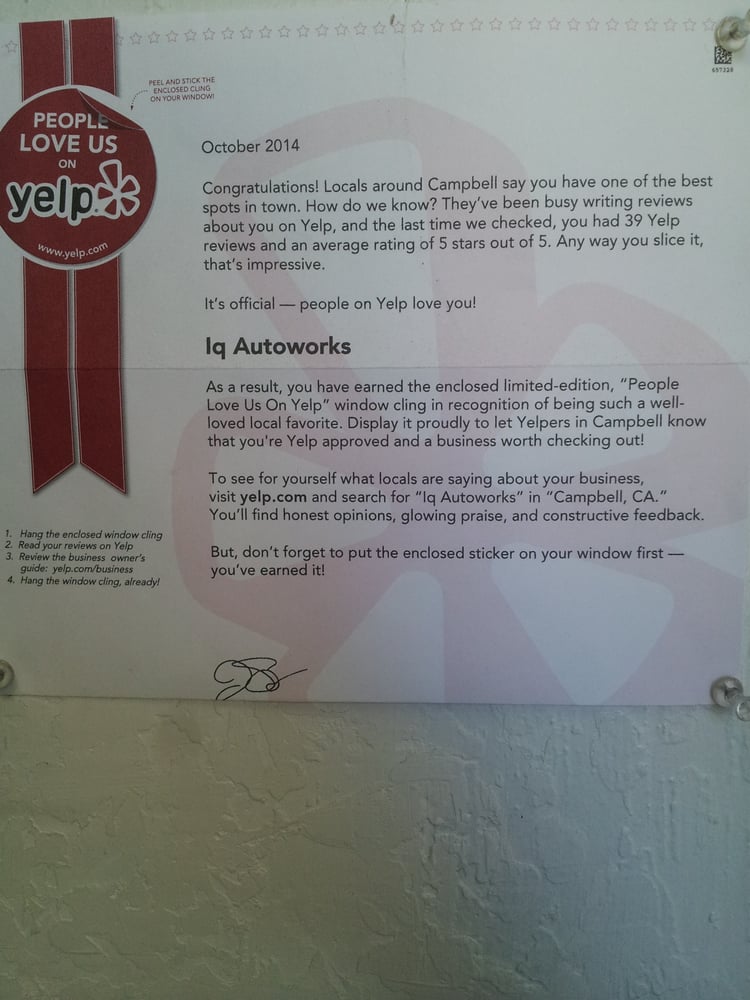 PEEL AND STICK THE
ENCLOSED CLING
ON YOUR WINDOW!
657328
PEOPLE
LOVE US
ON
yelp
www.yelp.com
October 2014
Congratulations! Locals around Campbell say you have one of the best
spots in town. How do we know? They've been busy writing reviews
about you on Yelp, and the last time we checked, you had 39 Yelp
reviews and an average rating of 5 stars out of 5. Any way you slice it,
that's impressive.
It's official — people on Yelp love you!
Iq Autoworks
As a result, you have earned the enclosed limited-edition, "People
Love Us On Yelp" window cling in recognition of being such a well-
loved local favorite. Display it proudly to let Yelpers in Campbell know
that you're Yelp approved and a business worth checking out!
To see for yourself what locals are saying about your business,
visit yelp.com and search for "Iq Autoworks" in "Campbell, CA."
You'll find honest opinions, glowing praise, and constructive feedback.
But, don't forget to put the enclosed sticker on your window first —
you've earned it!
1. Hang the enclosed window cling
2. Read your reviews on Yelp
3. Review the business owner's
guide: yelp.com/business
4. Hang the window cling, already!